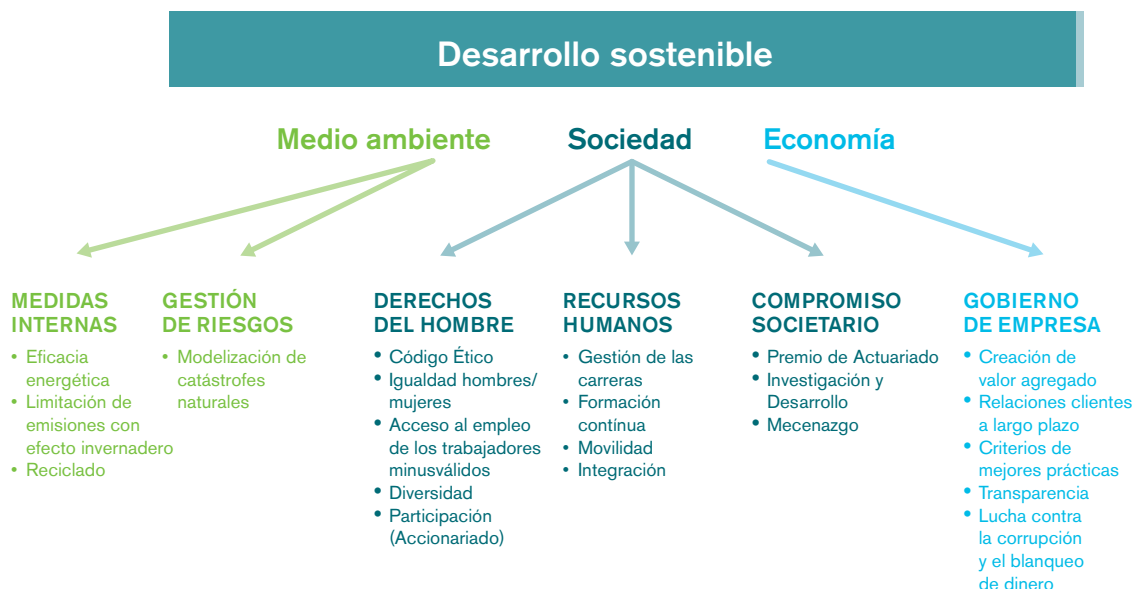 Desarrollo sostenible
Medio ambiente
Sociedad
Economía
MEDIDAS
INTERNAS
• Eficacia
energética
• Limitación de
emisiones con
efecto invernadero
• Reciclado
GESTIÓN
DE RIESGOS
• Modelización de
catástrofes
naturales
DERECHOS
DEL HOMBRE
• Código Ético
• Igualdad hombres/
mujeres
• Acceso al empleo
de los trabajadores
minusválidos
• Diversidad
• Participación
(Accionariado)
RECURSOS
HUMANOS
• Gestión de las
carreras
• Formación
contínua
• Movilidad
• Integración
COMPROMISO
SOCIETARIO
• Premio de Actuariado
• Investigación y
Desarrollo
• Mecenazgo
GOBIERNO
DE EMPRESA
• Creación de
valor agregado
• Relaciones clientes
a largo plazo
• Criterios de
mejores prácticas
• Transparencia
• Lucha contra
la corrupción
y el blanqueo
de dinero